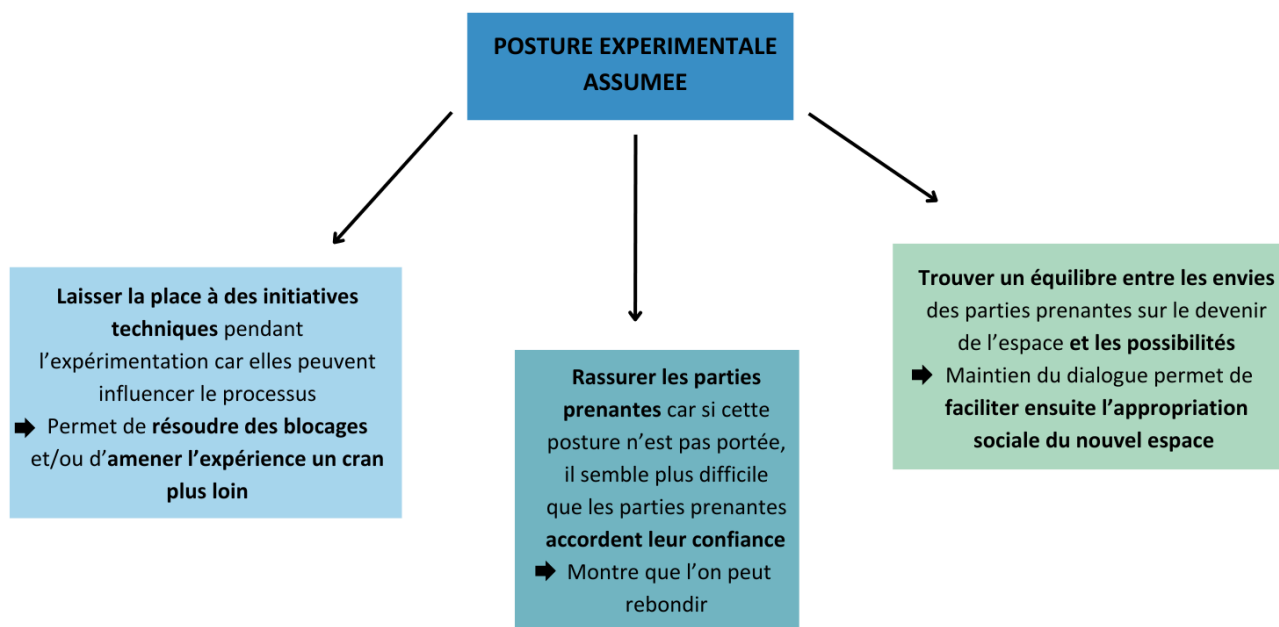 POSTURE EXPERIMENTALE
ASSUMEE
Laisser la place à des initiatives
techniques pendant
l’expérimentation car elles peuvent
influencer le processus
Permet de résoudre des blocages
et/ou d’amener l’expérience un cran
plus loin
Rassurer les parties
prenantes car si cette
posture n’est pas portée,
il semble plus difficile
que les parties prenantes
accordent leur confiance
Montre que l’on peut
rebondir
Trouver un équilibre entre les envies
des parties prenantes sur le devenir
de l’espace et les possibilités
Maintien du dialogue permet de
faciliter ensuite l’appropriation
sociale du nouvel espace